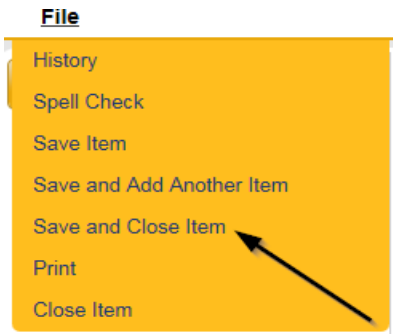 File
History
Spell Check
Save Item
Save and Add Another Item
Save and Close Item
Print
Close Item